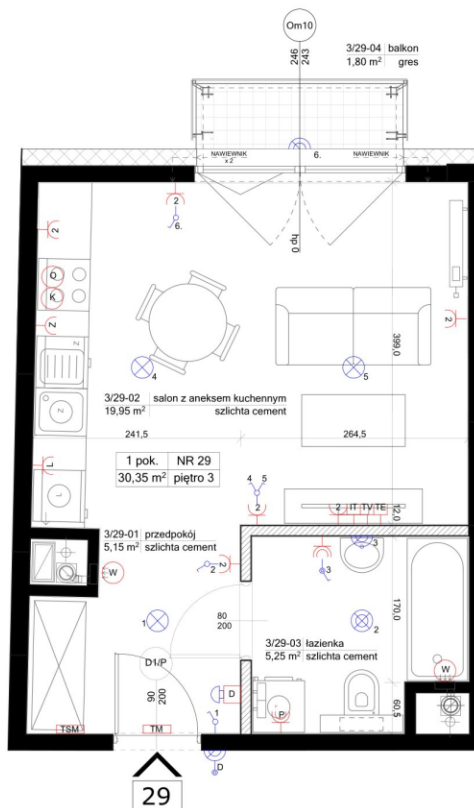 Om10
246
243
3/29-04 balkon
1,80 m² gres
NAWIEWNIK
x 2
NAWIEWNIK
6.
2
6.
hp 0
2
O
K
Z
2
4
5
399,0
3/29-02 salon z aneksem kuchennym
19,95 m² szlichta cement
Z
241,5
264,5
1 pok. NR 29
30,35 m² piętro 3
L
L
4 5
2
2 IT TV TE
12,0
3/29-01 przedpokój
5,15 m² szlichta cement
W
2
2
3
3
170,0
1
80
200
2
3/29-03 łazienka
5,25 m² szlichta cement
D1/P
90
200
W
D
P
60,5
TSM
TM
1
D
29